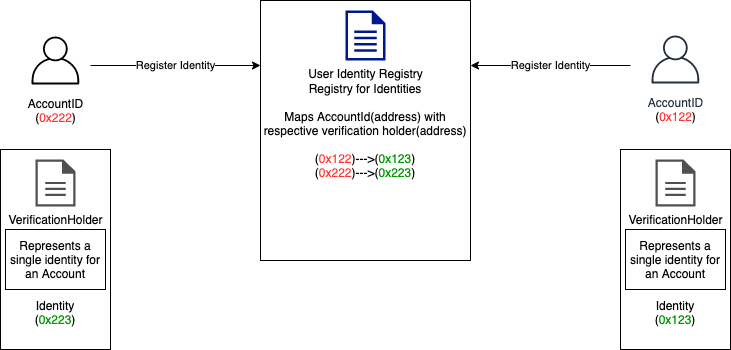 Register Identity
User Identity Registry
Registry for Identities
Maps AccountId(address) with
respective verification holder(address)
(0x122)--->(0x123)
(0x222)--->(0x223)
Register Identity
AccountID
(0x222)
AccountID
(0x122)
VerificationHolder
Represents a
single identity for
an Account
Identity
(0x223)
VerificationHolder
Represents a
single identity for
an Account
Identity
(0x123)